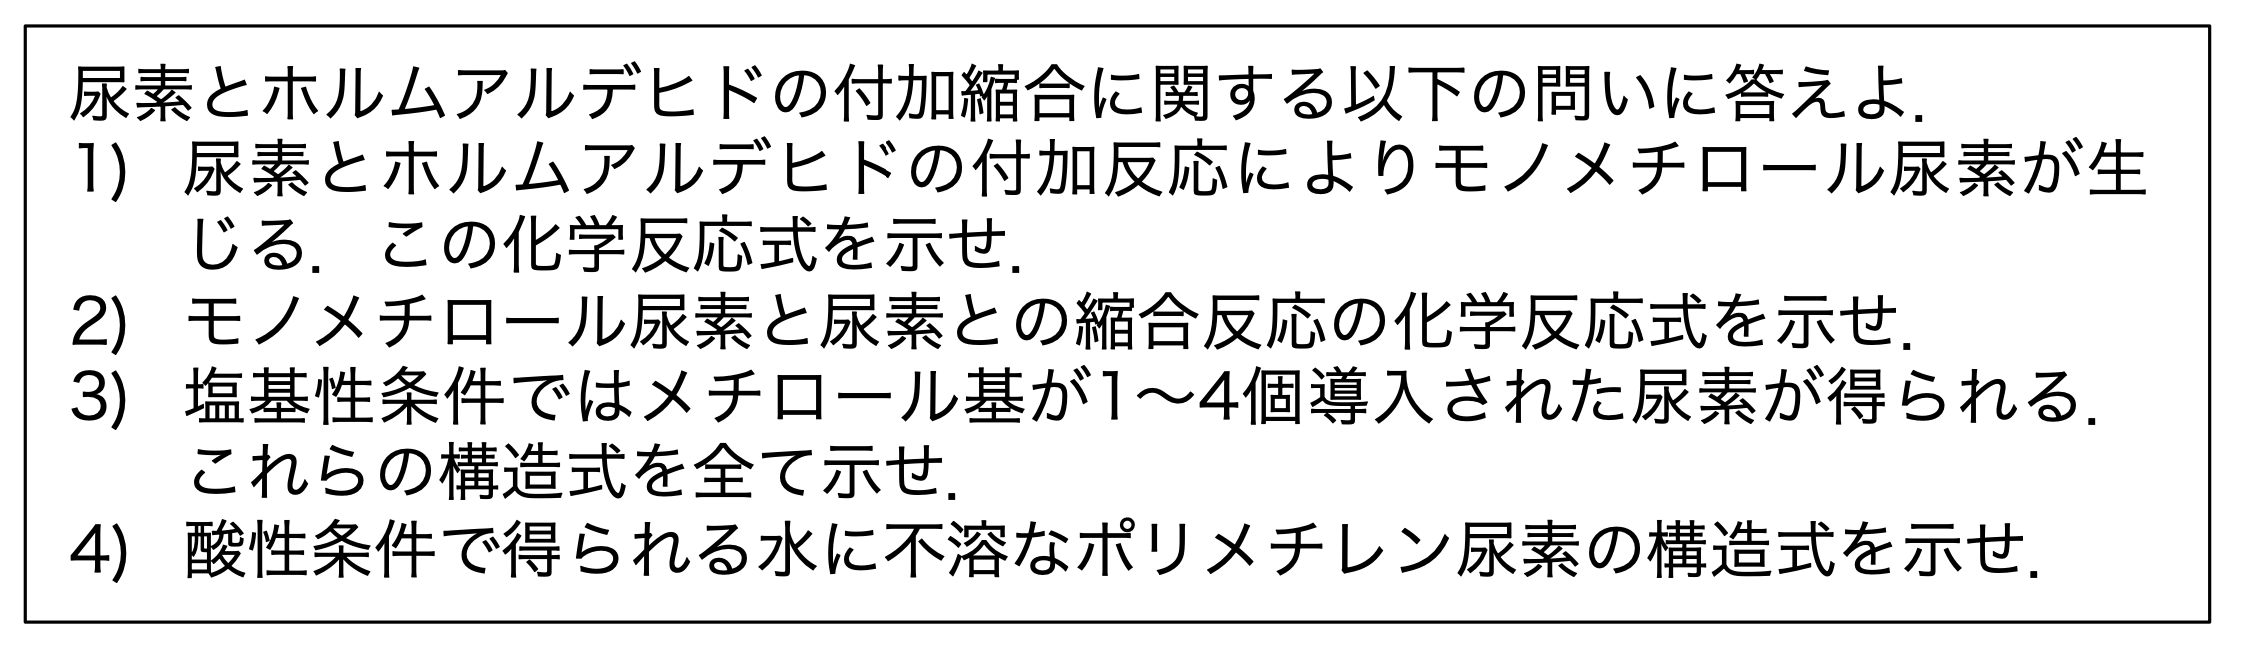 尿素とホルムアルデヒドの付加縮合に関する以下の問いに答えよ．
1) 尿素とホルムアルデヒドの付加反応によりモノメチロール尿素が生
じる．この化学反応式を示せ．
2) モノメチロール尿素と尿素との縮合反応の化学反応式を示せ．
3) 塩基性条件ではメチロール基が1〜4個導入された尿素が得られる．
これらの構造式を全て示せ．
4) 酸性条件で得られる水に不溶なポリメチレン尿素の構造式を示せ．